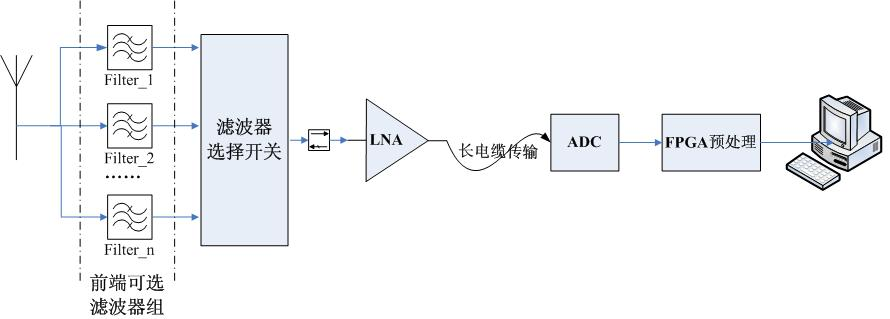 Filter_1
Filter_2
……
Filter_n
前端可选
滤波器组
滤波器
选择开关
LNA
长电缆传输
ADC
FPGA预处理